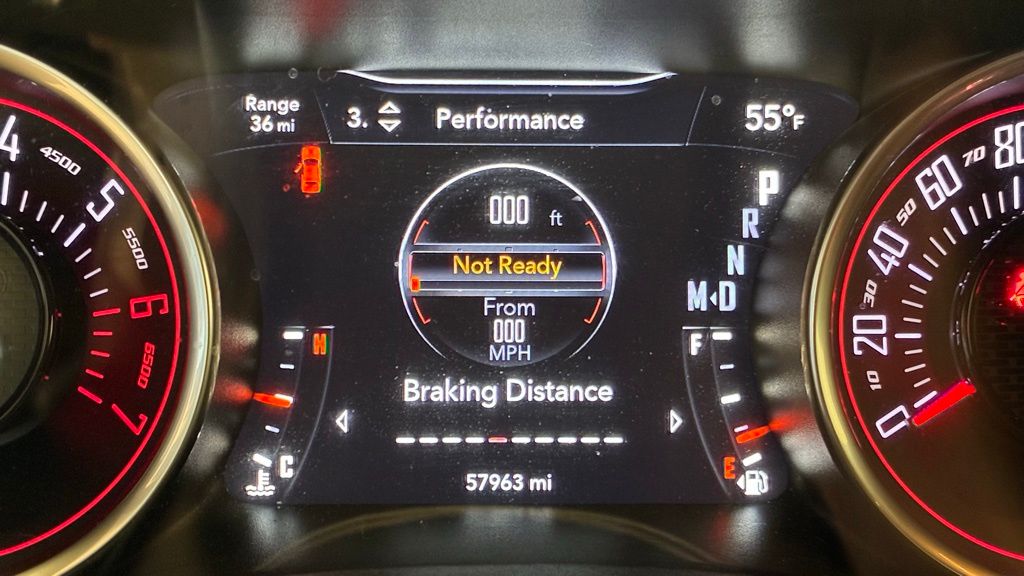 Range
36 mi
3.
Performance
55°F
000 ft
Not Ready
From
000
MPH
Braking Distance
57963 mi
P
R
N
M◂D
H
C
F
E
4
4500
5
5500
6
6500
7
0
10
20
30
40
50
60
70
80